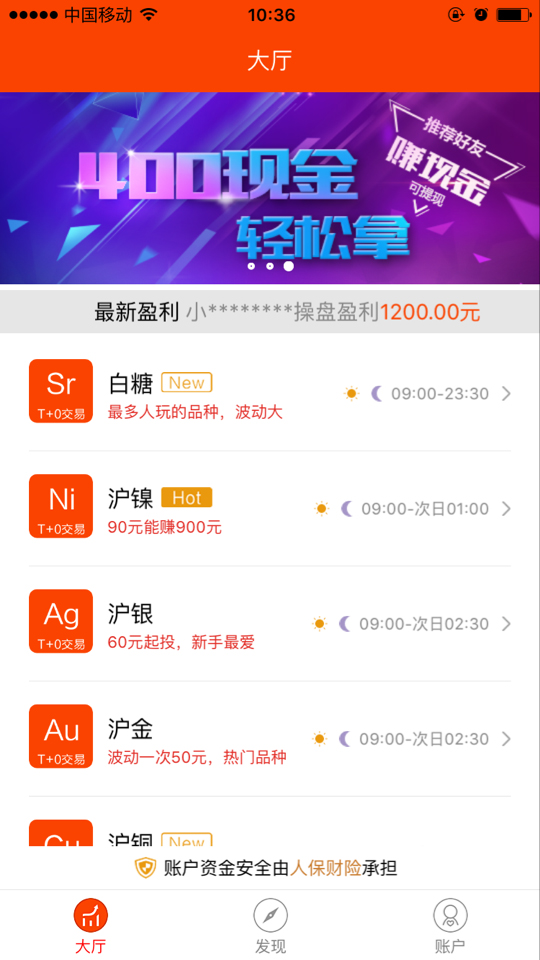 中国移动 10:36
大厅
400现金
轻松拿
推荐好友
赚现金
可提现
最新盈利 小********操盘盈利1200.00元
Sr
T+0交易
白糖 New
最多人玩的品种，波动大
09:00-23:30
Ni
T+0交易
沪镍 Hot
90元能赚900元
09:00-次日01:00
Ag
T+0交易
沪银
60元起投，新手最爱
09:00-次日02:30
Au
T+0交易
沪金
波动一次50元，热门品种
09:00-次日02:30
Cu
沪铜 New
账户资金安全由人保财险承担
大厅 发现 账户